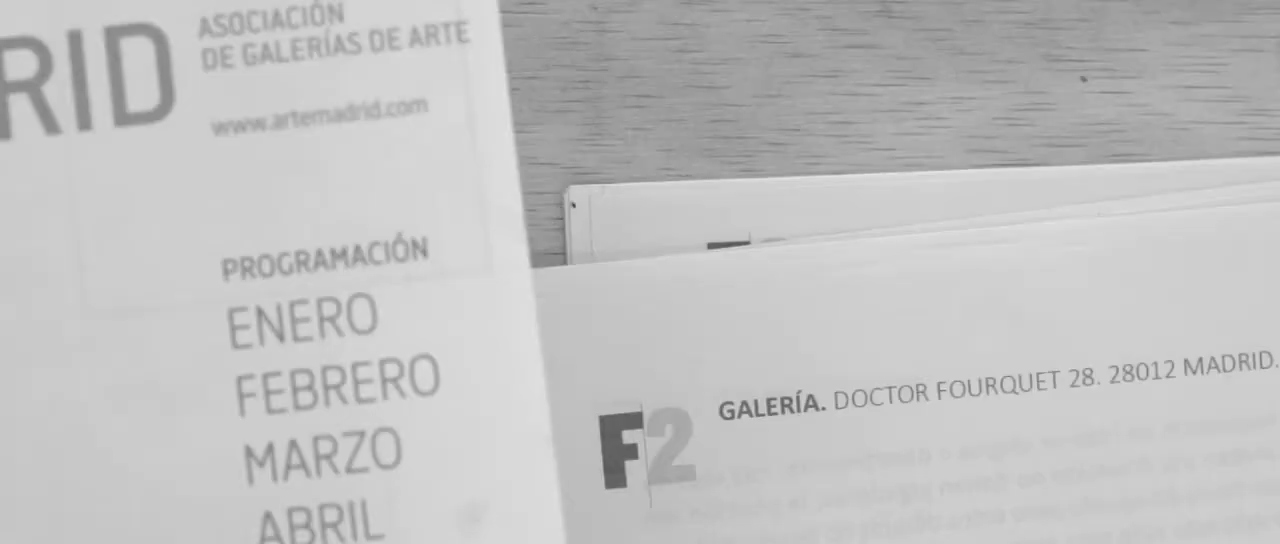 RID
ASOCIACIÓN
DE GALERÍAS DE ARTE
www.artemadrid.com
PROGRAMACIÓN
ENERO
FEBRERO
MARZO
ABRIL
F2
GALERÍA. DOCTOR FOURQUET 28. 28012 MADRID.